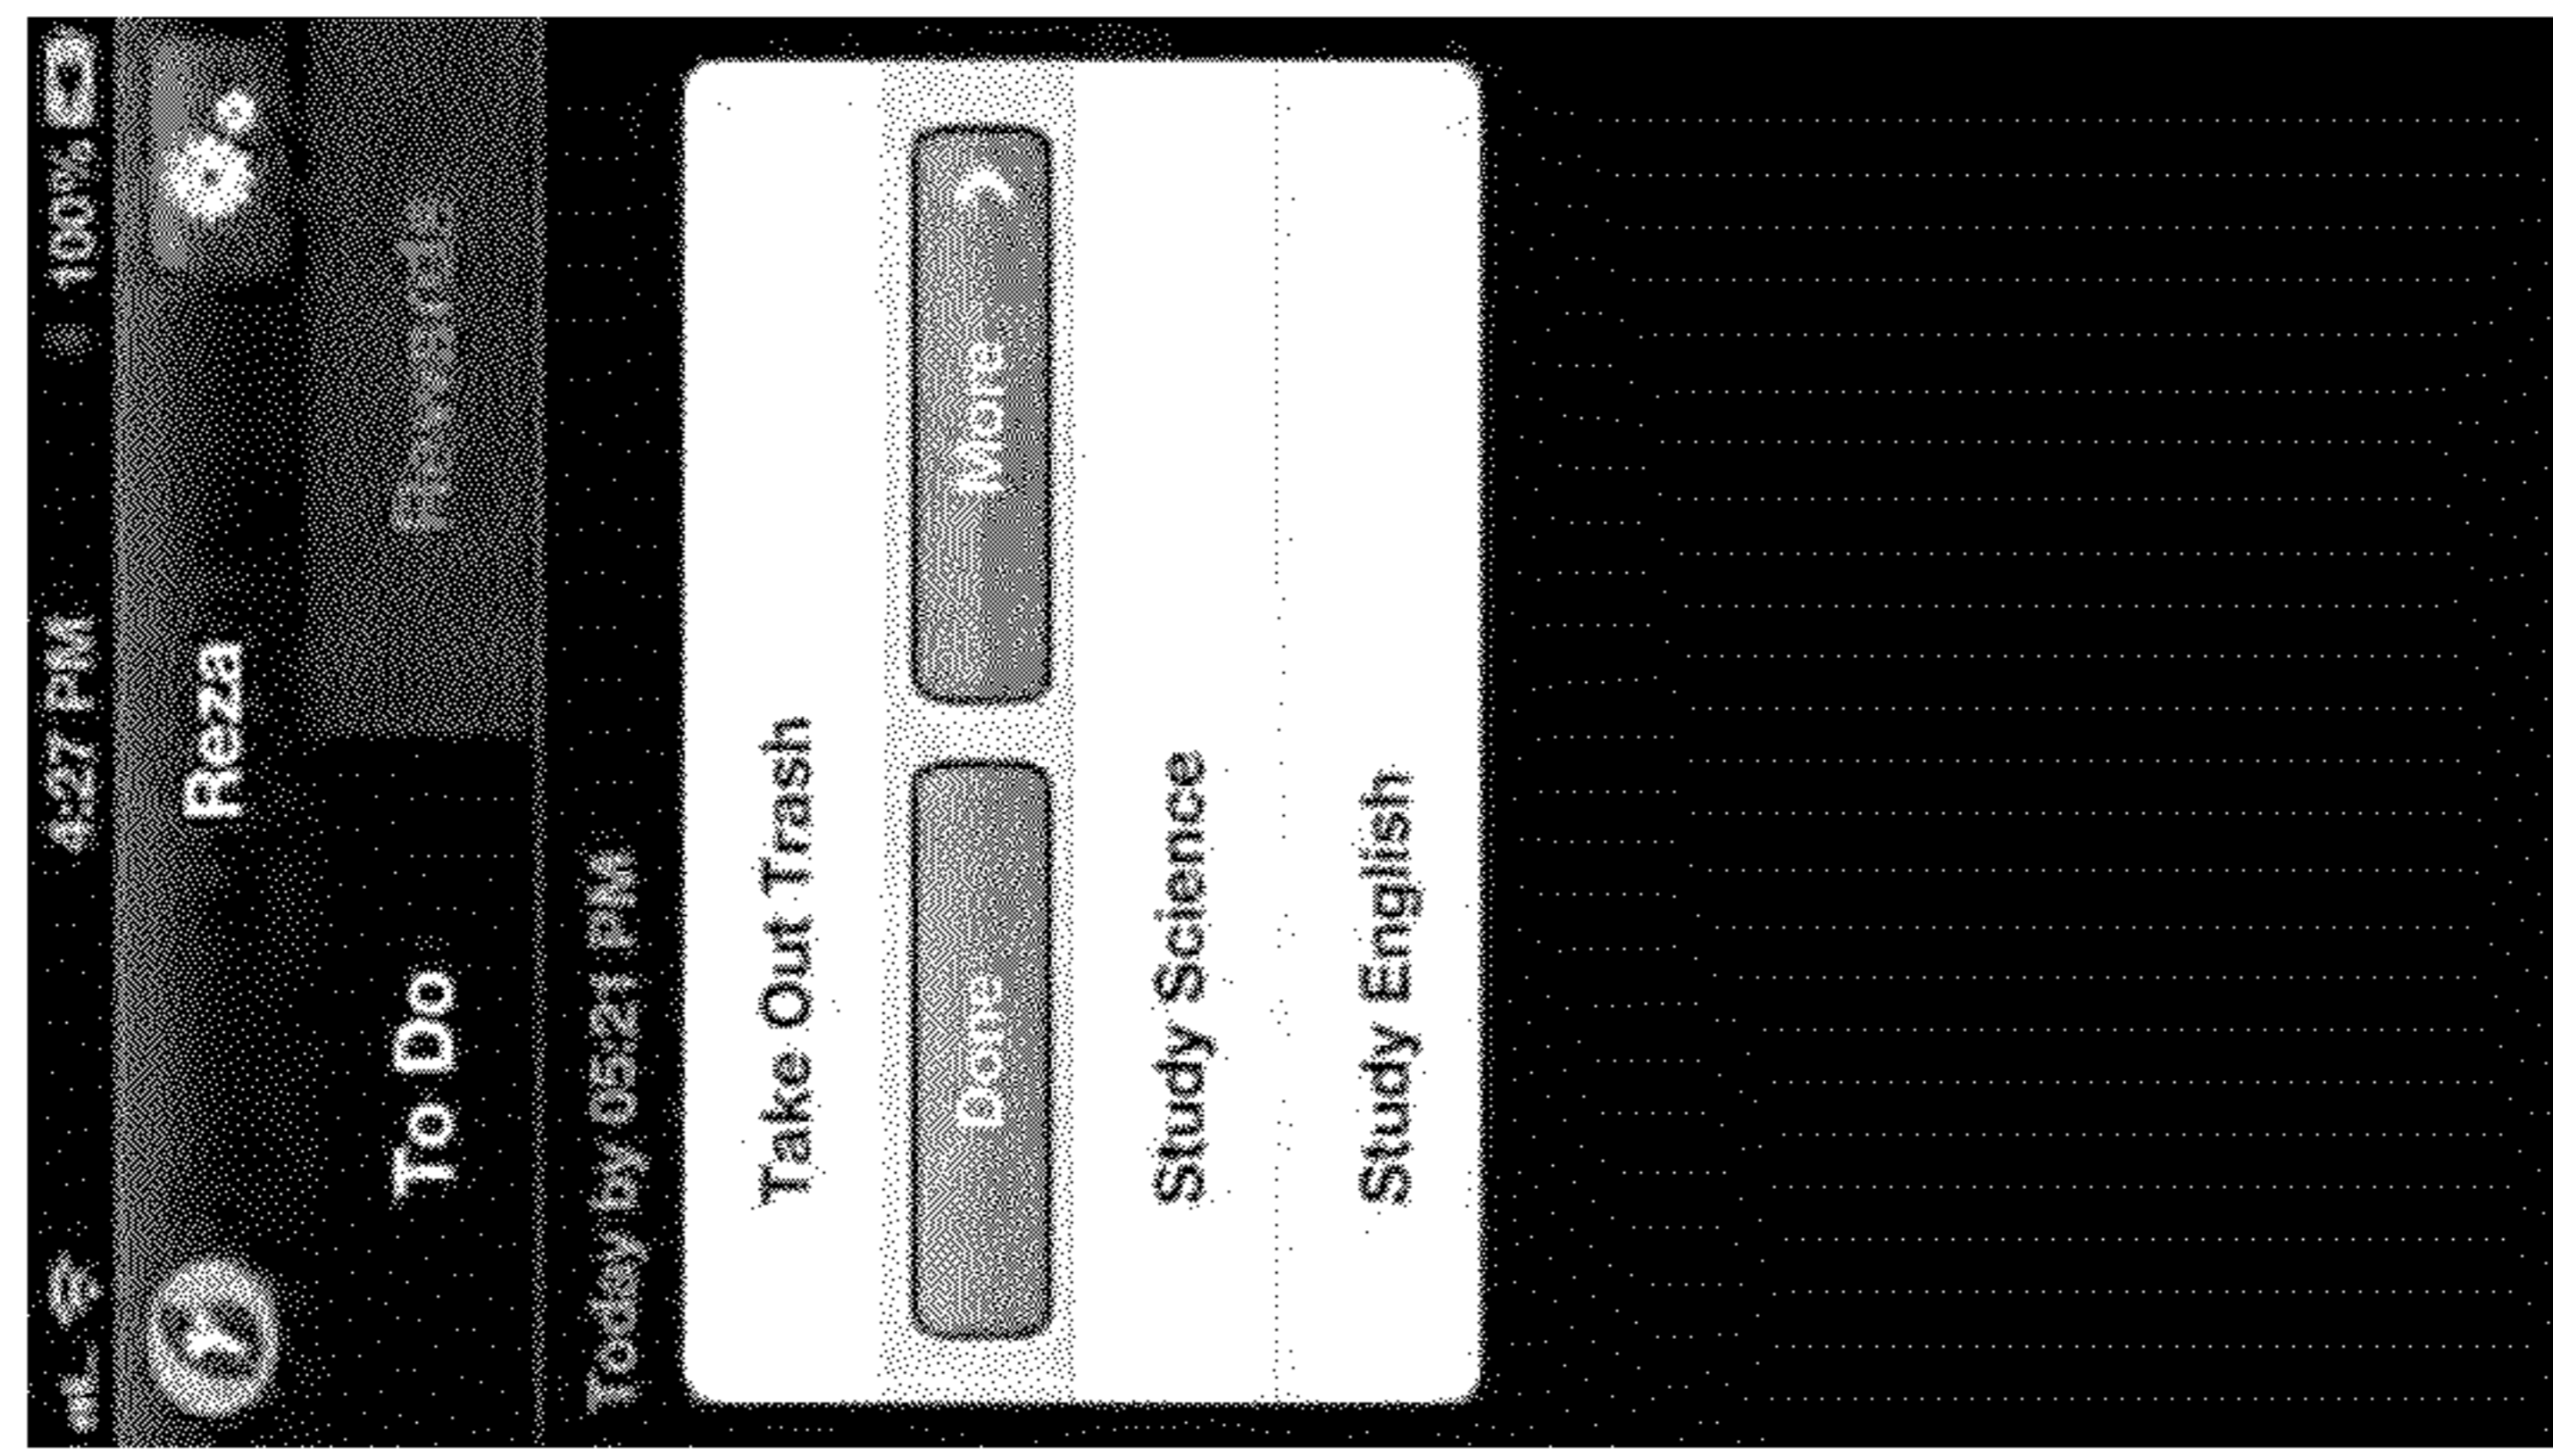 4:27 PM 100%
Reza
To Do Rewards
Today by 05:21 PM
Take Out Trash
Done More
Study Science
Study English